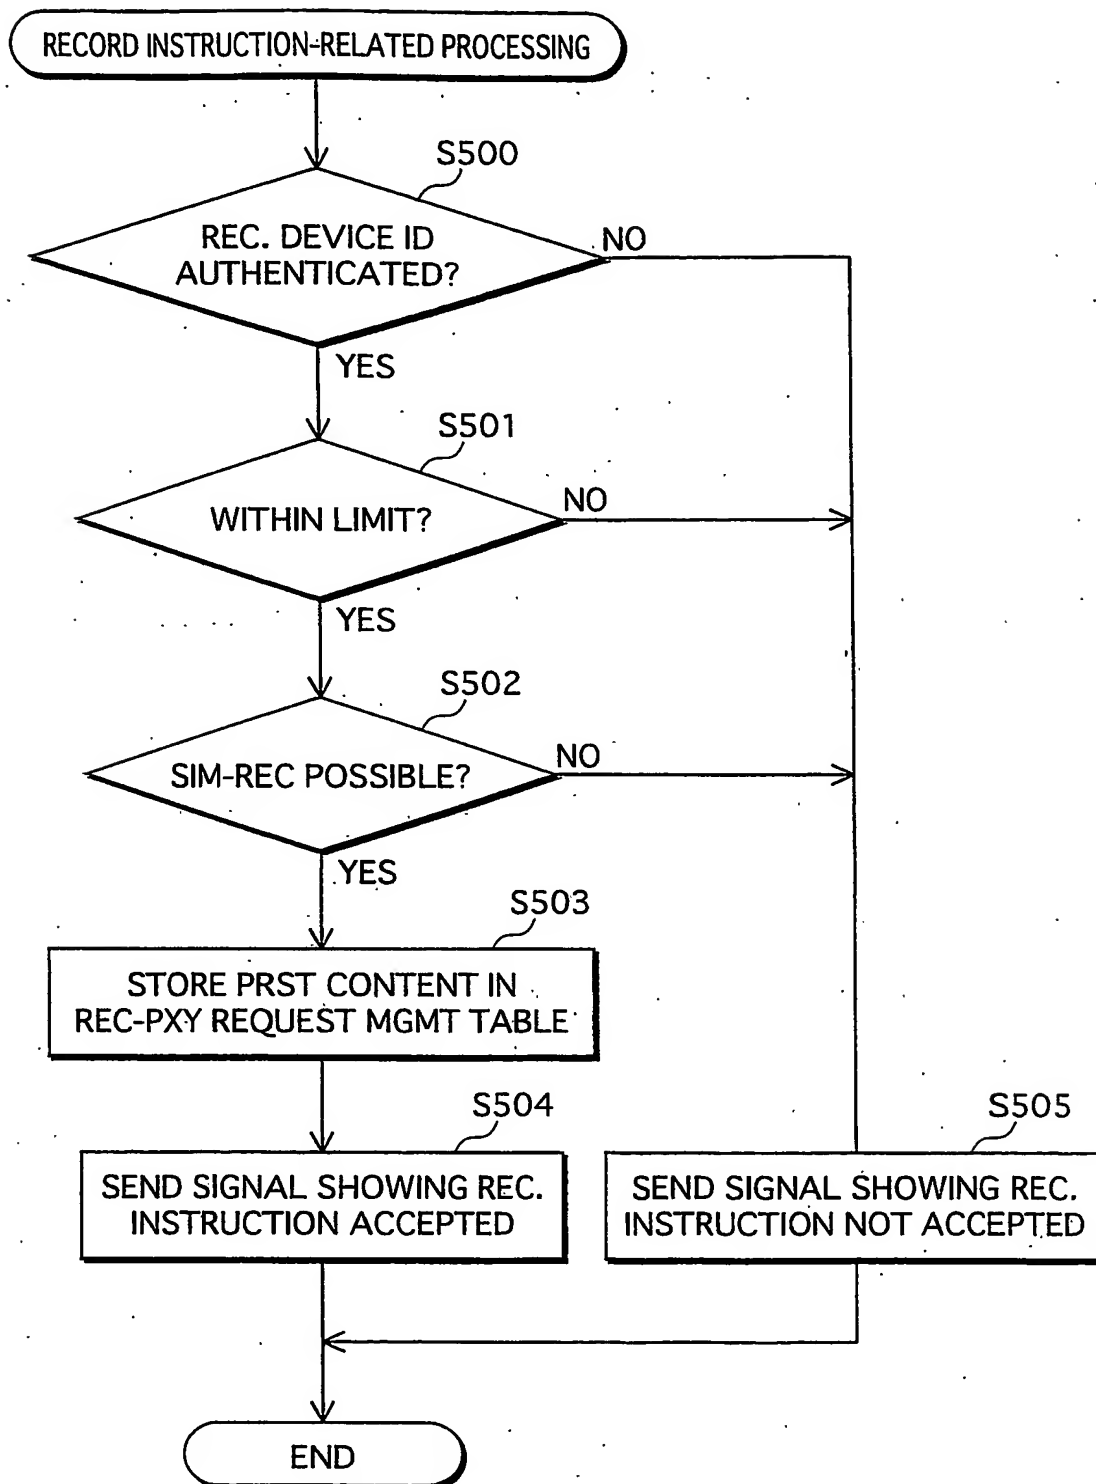 RECORD INSTRUCTION-RELATED PROCESSING
S500
REC. DEVICE ID
AUTHENTICATED?
NO
YES
S501
WITHIN LIMIT?
NO
YES
S502
SIM-REC POSSIBLE?
NO
YES
S503
STORE PRST CONTENT IN
REC-PXY REQUEST MGMT TABLE
S504
SEND SIGNAL SHOWING REC.
INSTRUCTION ACCEPTED
S505
SEND SIGNAL SHOWING REC.
INSTRUCTION NOT ACCEPTED
END